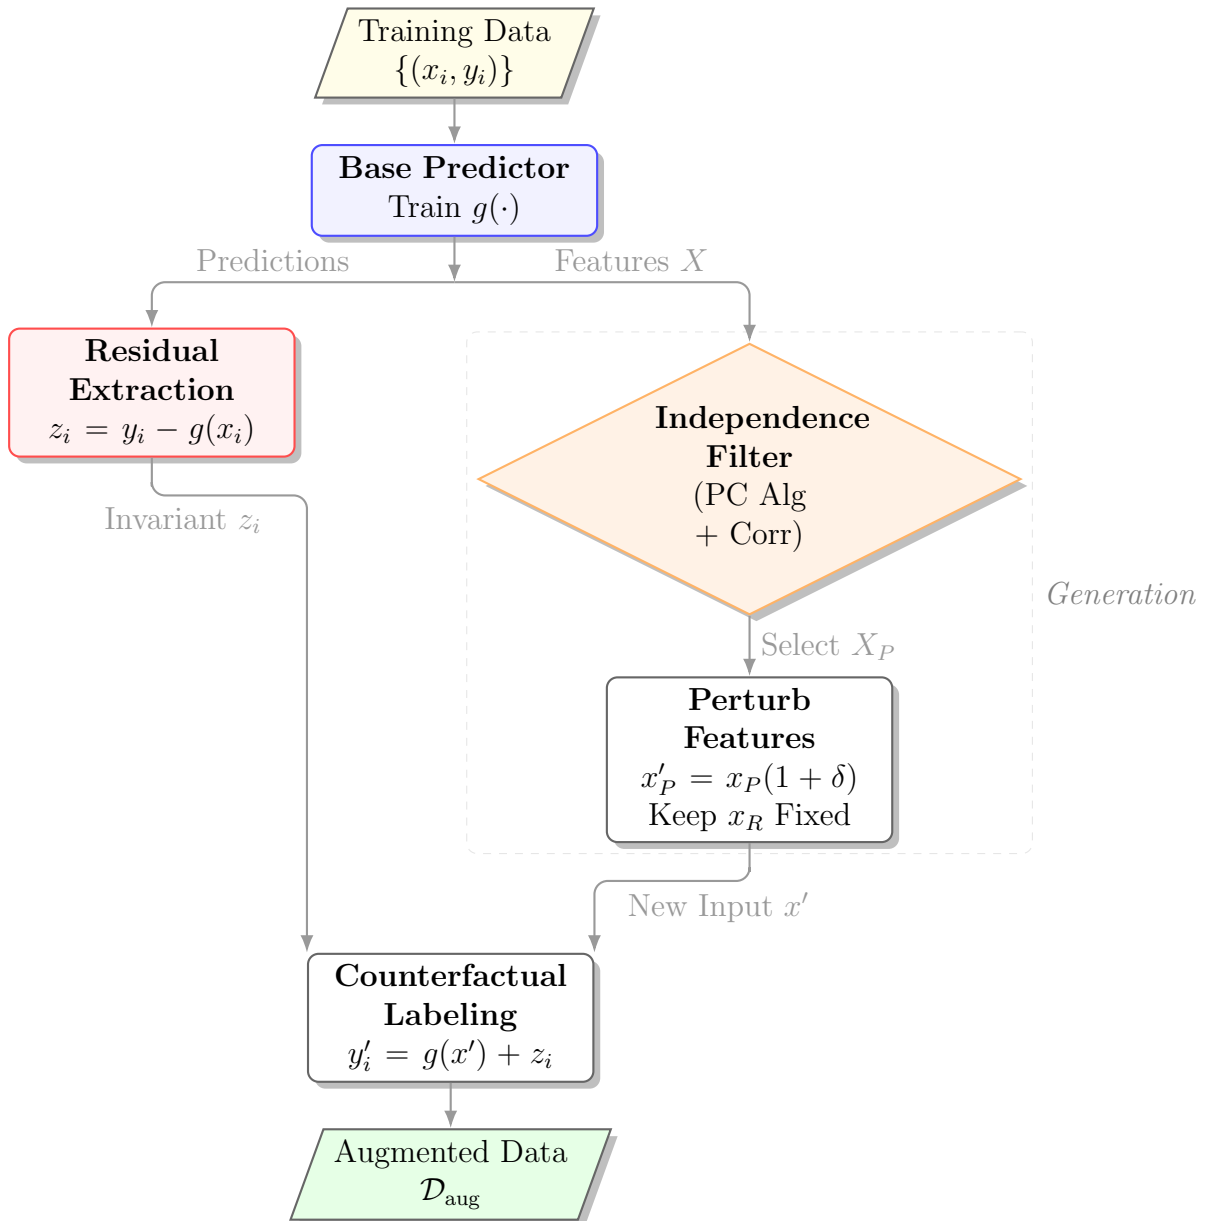 Training Data
{(x_i, y_i)}
Base Predictor
Train g(·)
Predictions
Features X
Residual
Extraction
z_i = y_i − g(x_i)
Invariant z_i
Independence
Filter
(PC Alg
+ Corr)
Generation
Select X_P
Perturb
Features
x'_P = x_P(1 + δ)
Keep x_R Fixed
New Input x'
Counterfactual
Labeling
y'_i = g(x') + z_i
Augmented Data
𝒟_aug